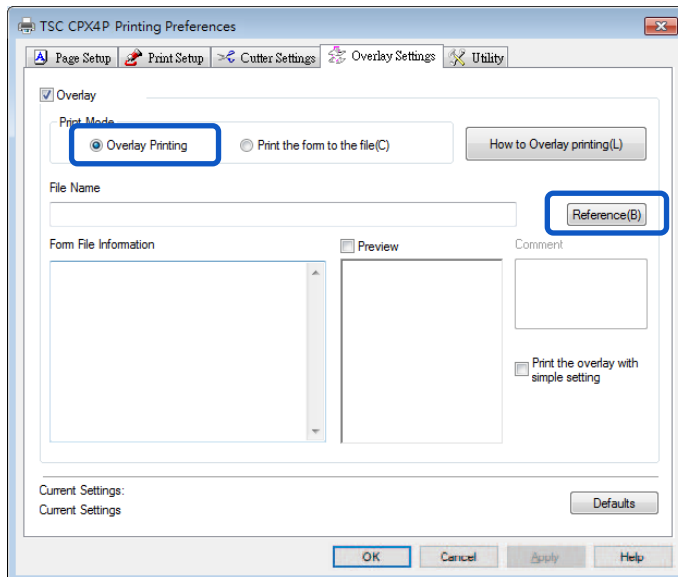 TSC CPX4P Printing Preferences
Page Setup Print Setup Cutter Settings Overlay Settings Utility
Overlay
Print Mode
Overlay Printing Print the form to the file(C) How to Overlay printing(L)
File Name
Reference(B)
Form File Information Preview Comment
Print the overlay with
simple setting
Current Settings:
Current Settings
Defaults
OK Cancel Apply Help